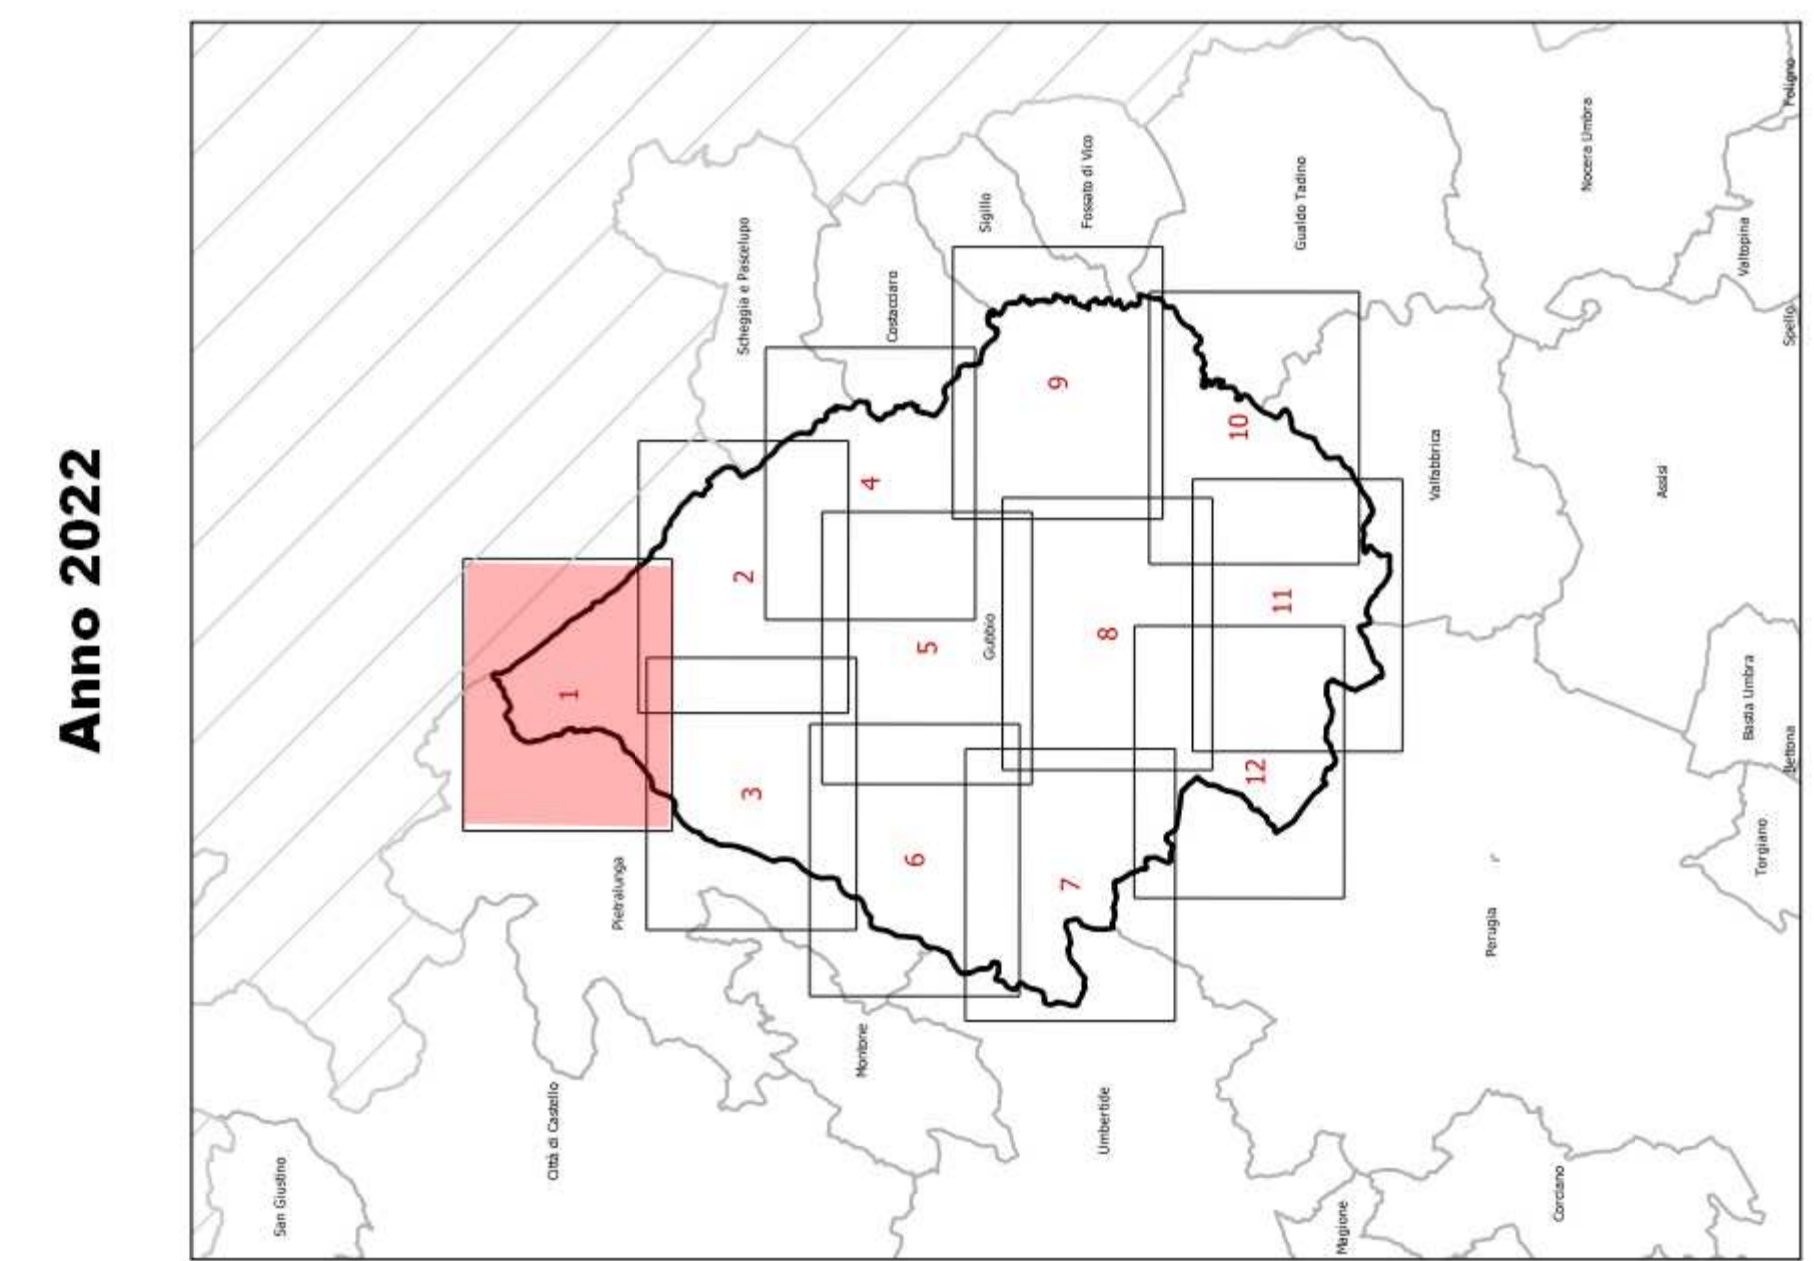 Anno 2022
San Giustino
Città di Castello
Pietralunga
Scheggia e Pascelupo
Costacciaro
Sigillo
Fossato di Vico
Gualdo Tadino
Nocera Umbra
Foligno
Valtopina
Spello
Montone
Umbertide
Gubbio
Valfabbrica
Assisi
Perugia
Bastia Umbra
Bettona
Torgiano
Magione
Corciano
1
2
3
4
5
6
7
8
9
10
11
12